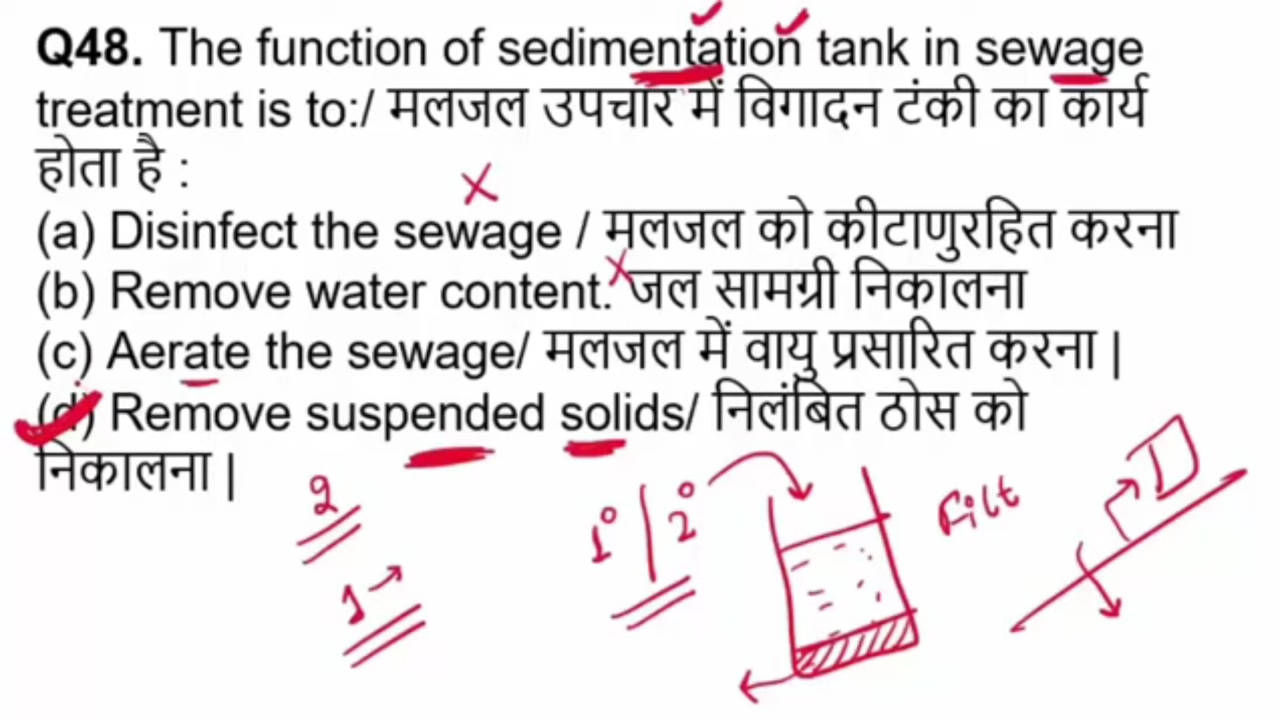 Q48. The function of sedimentation tank in sewage
treatment is to:/ मलजल उपचार में विगादन टंकी का कार्य
होता है :
(a) Disinfect the sewage / मलजल को कीटाणुरहित करना
(b) Remove water content. जल सामग्री निकालना
(c) Aerate the sewage/ मलजल में वायु प्रसारित करना |
(d) Remove suspended solids/ निलंबित ठोस को
निकालना |
2
1° / 2°
Filt
D
1